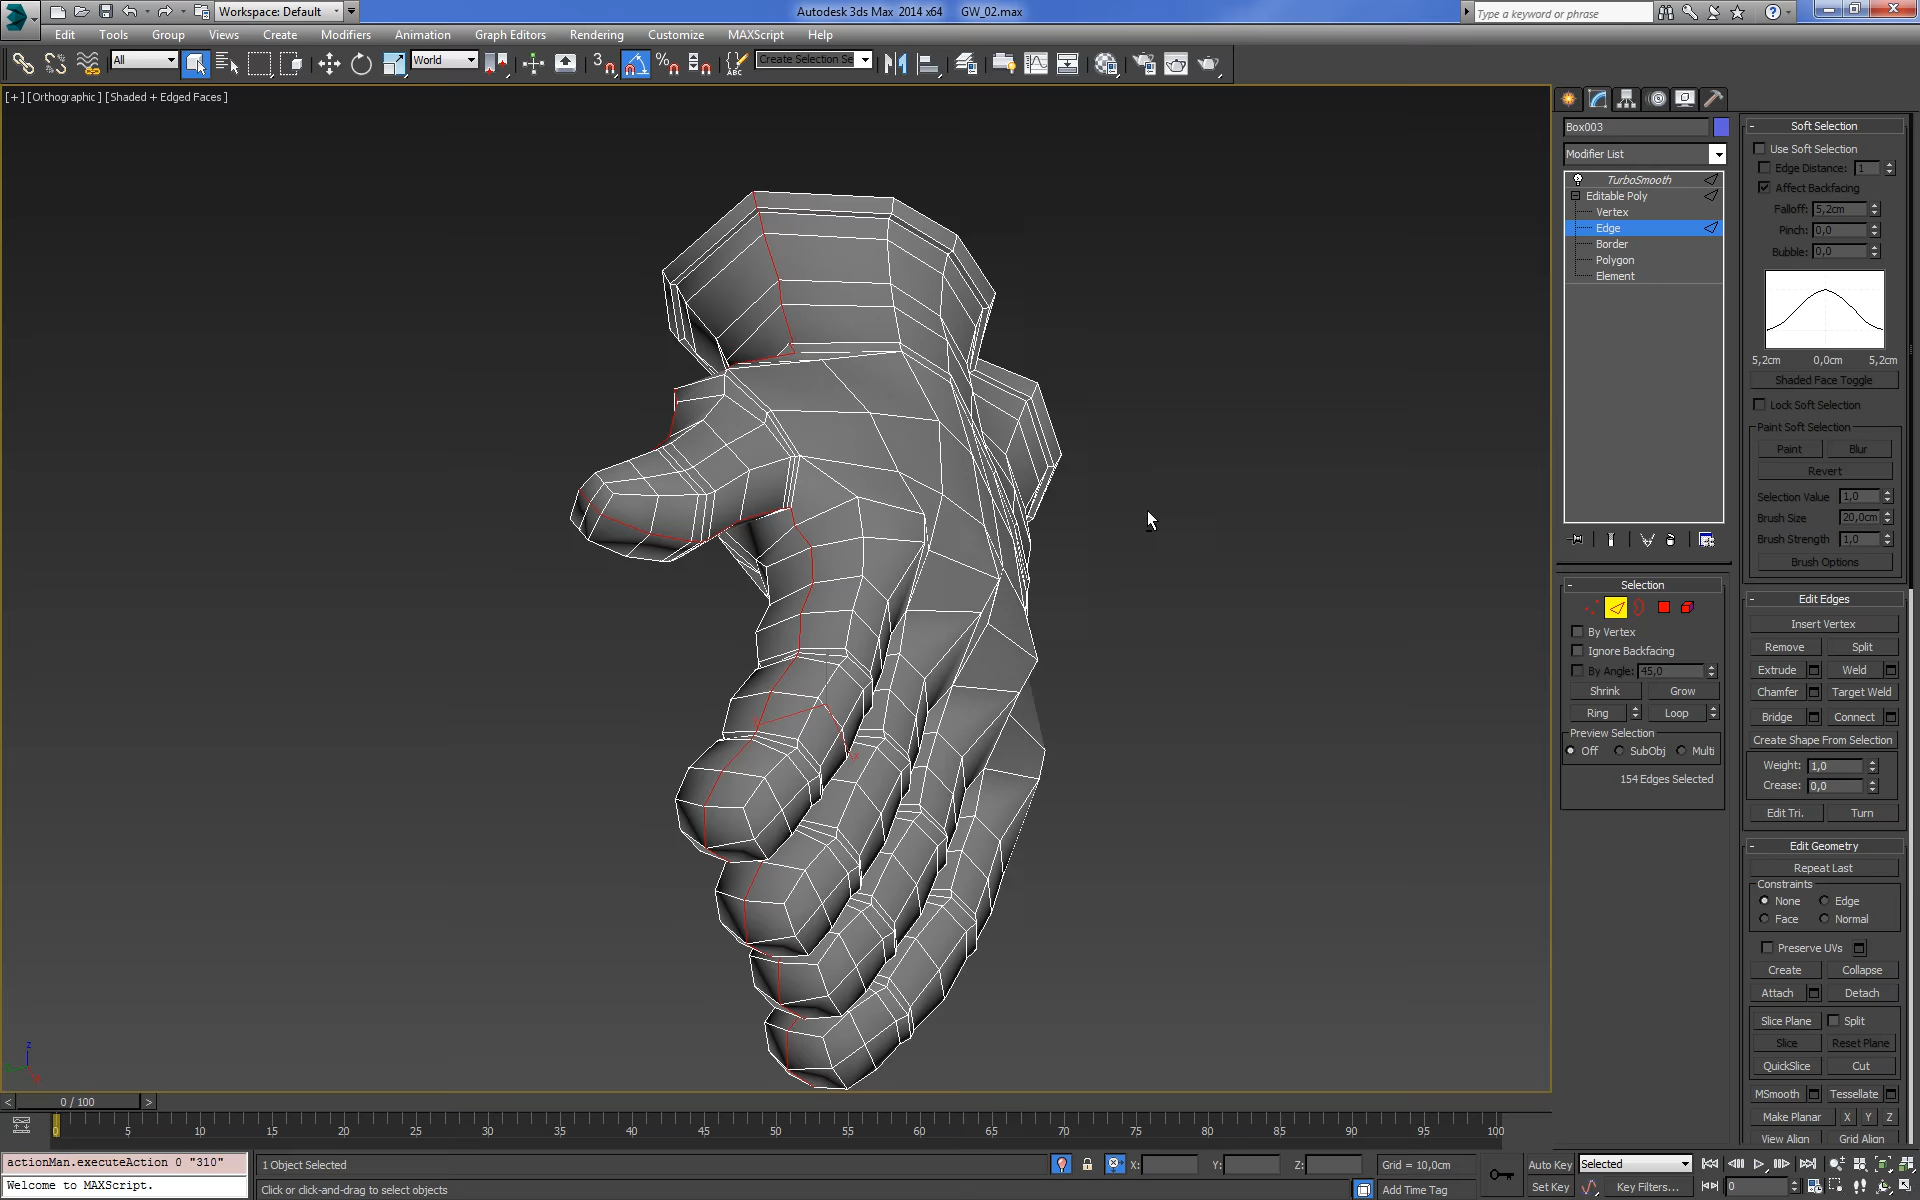 Workspace: Default
Autodesk 3ds Max 2014 x64 GW_02.max
Type a keyword or phrase
Edit Tools Group Views Create Modifiers Animation Graph Editors Rendering Customize MAXScript Help
All
World
3
%
ABC
Create Selection Se
[+] [Orthographic ] [Shaded + Edged Faces ]
Box003
Modifier List
TurboSmooth
Editable Poly
Vertex
Edge
Border
Polygon
Element
Selection
By Vertex
Ignore Backfacing
By Angle: 45,0
Shrink Grow
Ring Loop
Preview Selection
Off SubObj Multi
154 Edges Selected
Soft Selection
Use Soft Selection
Edge Distance: 1
Affect Backfacing
Falloff: 5,2cm
Pinch: 0,0
Bubble: 0,0
5,2cm 0,0cm 5,2cm
Shaded Face Toggle
Lock Soft Selection
Paint Soft Selection
Paint Blur
Revert
Selection Value 1,0
Brush Size 20,0cm
Brush Strength 1,0
Brush Options
Edit Edges
Insert Vertex
Remove Split
Extrude Weld
Chamfer Target Weld
Bridge Connect
Create Shape From Selection
Weight: 1,0
Crease: 0,0
Edit Tri. Turn
Edit Geometry
Repeat Last
Constraints
None Edge
Face Normal
Preserve UVs
Create Collapse
Attach Detach
Slice Plane Split
Slice Reset Plane
QuickSlice Cut
MSmooth Tessellate
Make Planar X Y Z
View Align Grid Align
z
< 0 / 100 >
0 5 10 15 20 25 30 35 40 45 50 55 60 65 70 75 80 85 90 95 100
actionMan.executeAction 0 "310"
Welcome to MAXScript.
1 Object Selected
Click or click-and-drag to select objects
X: Y: Z:
Grid = 10,0cm
Add Time Tag
Auto Key Selected
Set Key Key Filters...
0